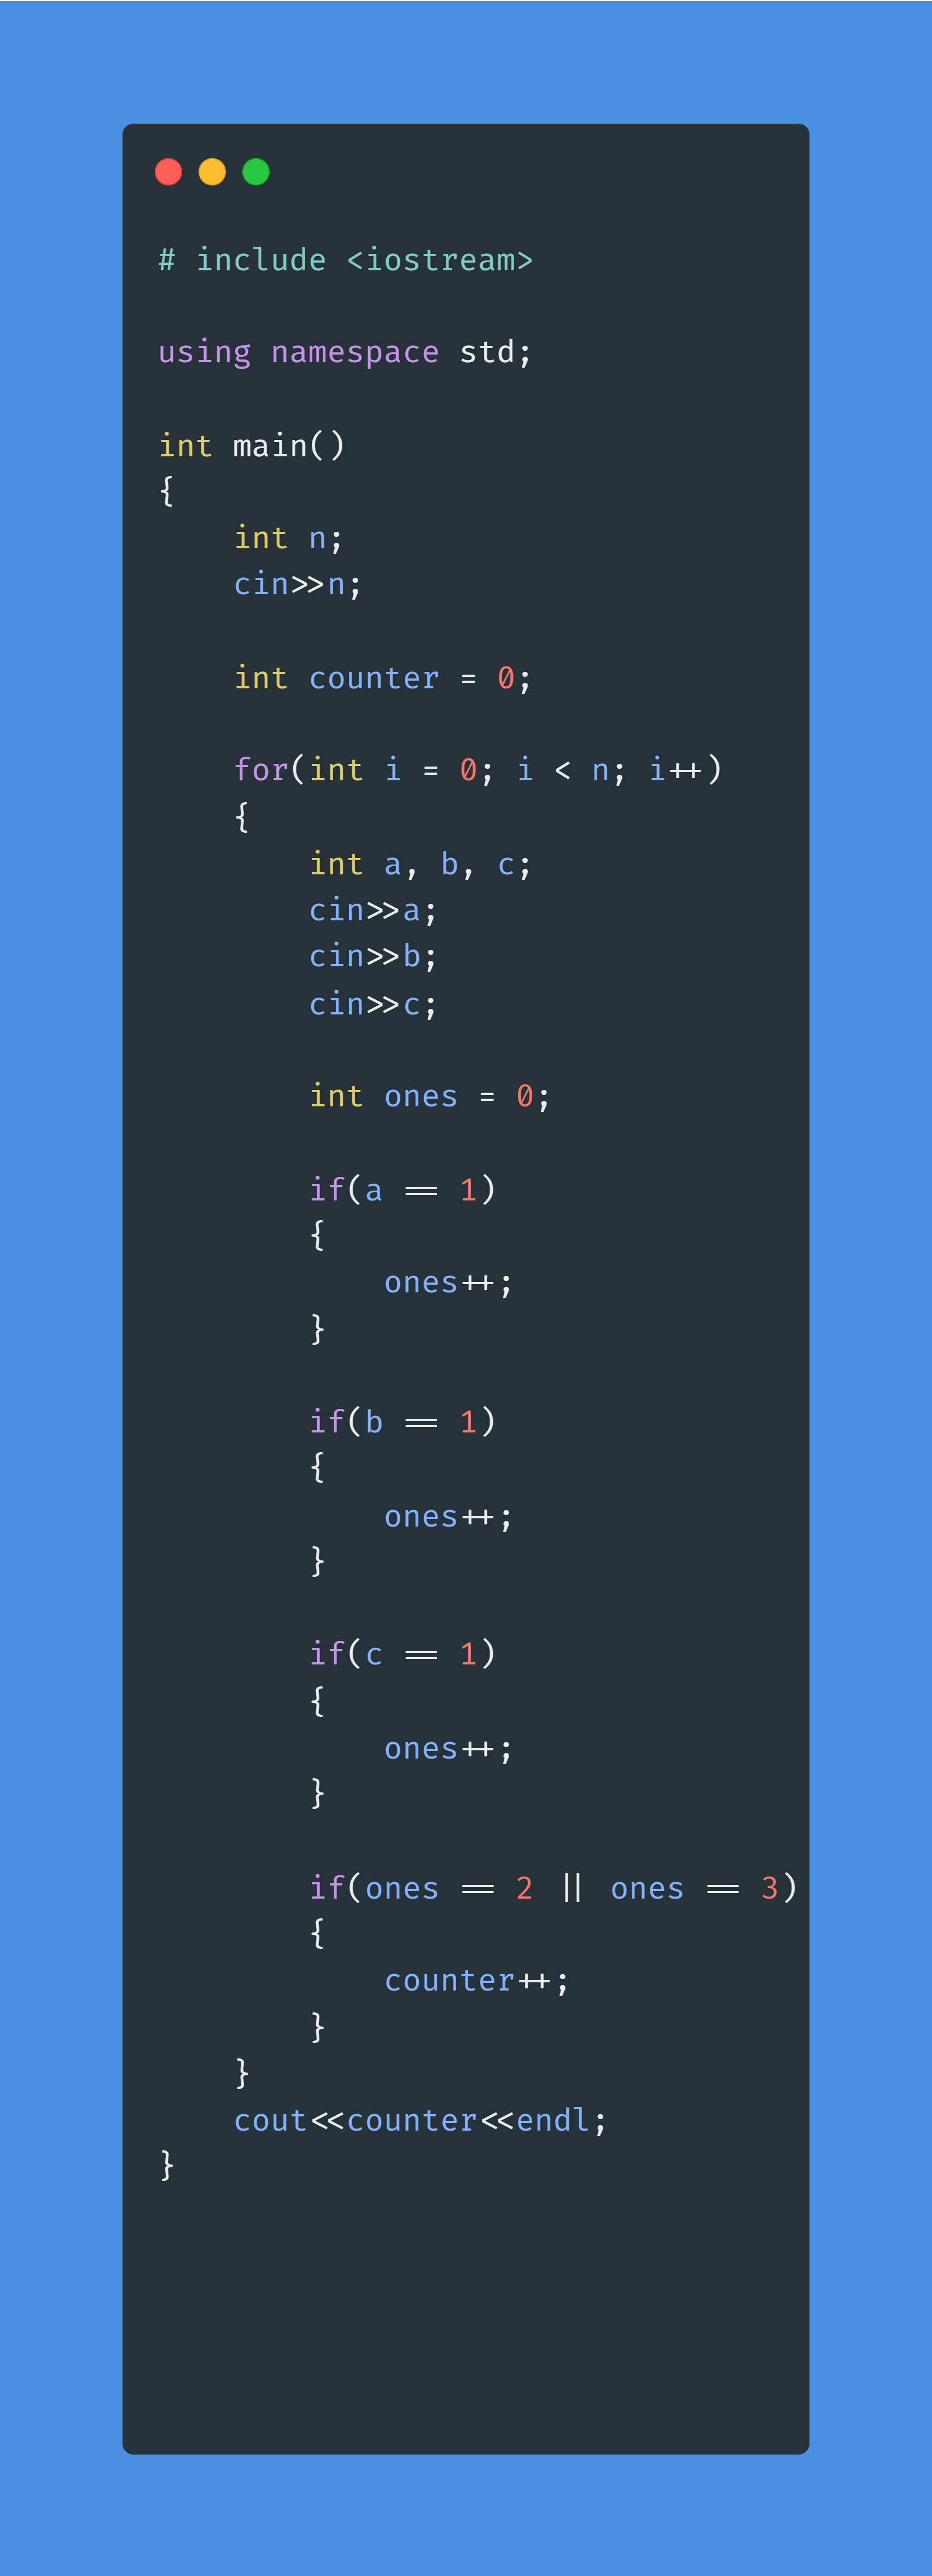 # include <iostream>
using namespace std;
int main()
{
    int n;
    cin>>n;
    int counter = 0;
    for(int i = 0; i < n; i++)
    {
        int a, b, c;
        cin>>a;
        cin>>b;
        cin>>c;
        int ones = 0;
        if(a == 1)
        {
            ones++;
        }
        if(b == 1)
        {
            ones++;
        }
        if(c == 1)
        {
            ones++;
        }
        if(ones == 2 || ones == 3)
        {
            counter++;
        }
    }
    cout<<counter<<endl;
}